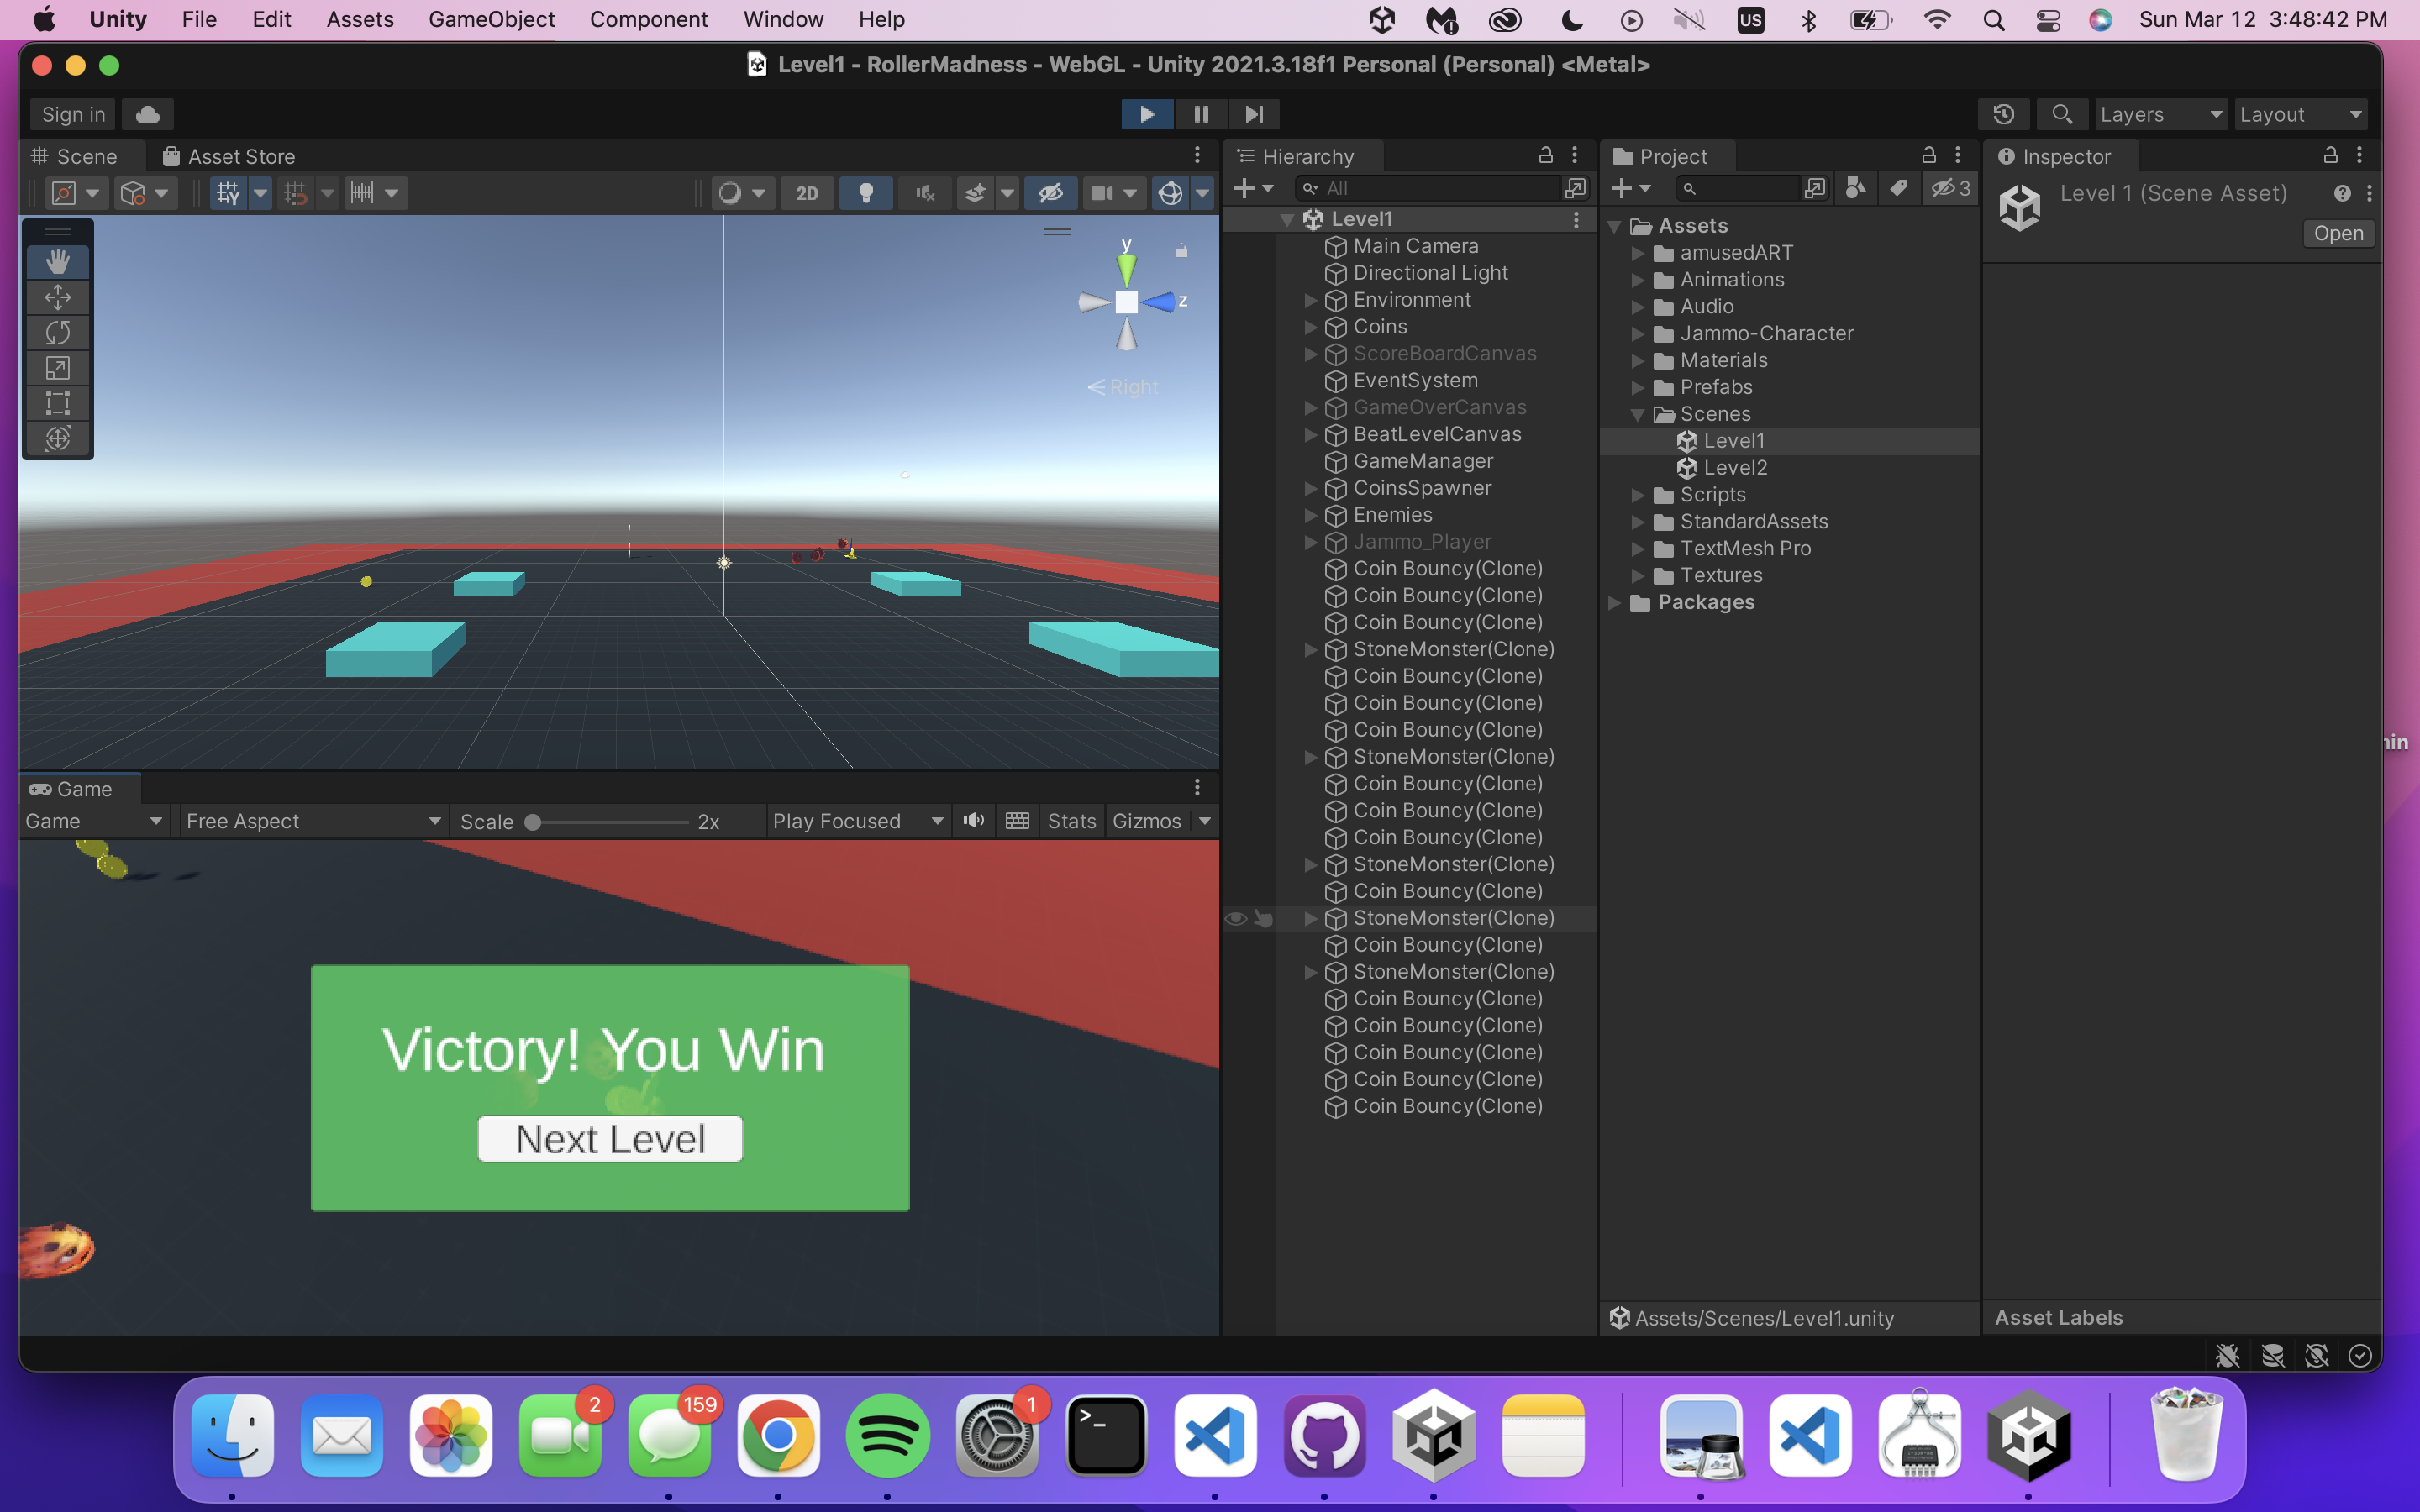 Unity File Edit Assets GameObject Component Window Help US Sun Mar 12 3:48:42 PM
Level1 - RollerMadness - WebGL - Unity 2021.3.18f1 Personal (Personal) <Metal>
Sign in Layers Layout
Scene Asset Store
2D
y
z
Right
Game
Game Free Aspect Scale 2x Play Focused Stats Gizmos
Victory! You Win
Next Level
Hierarchy
All
Level1
Main Camera
Directional Light
Environment
Coins
ScoreBoardCanvas
EventSystem
GameOverCanvas
BeatLevelCanvas
GameManager
CoinsSpawner
Enemies
Jammo_Player
Coin Bouncy(Clone)
Coin Bouncy(Clone)
Coin Bouncy(Clone)
StoneMonster(Clone)
Coin Bouncy(Clone)
Coin Bouncy(Clone)
Coin Bouncy(Clone)
StoneMonster(Clone)
Coin Bouncy(Clone)
Coin Bouncy(Clone)
Coin Bouncy(Clone)
StoneMonster(Clone)
Coin Bouncy(Clone)
StoneMonster(Clone)
Coin Bouncy(Clone)
StoneMonster(Clone)
Coin Bouncy(Clone)
Coin Bouncy(Clone)
Coin Bouncy(Clone)
Coin Bouncy(Clone)
Coin Bouncy(Clone)
Project
3
Assets
amusedART
Animations
Audio
Jammo-Character
Materials
Prefabs
Scenes
Level1
Level2
Scripts
StandardAssets
TextMesh Pro
Textures
Packages
Assets/Scenes/Level1.unity
Inspector
Level 1 (Scene Asset)
Open
Asset Labels
2
159
1